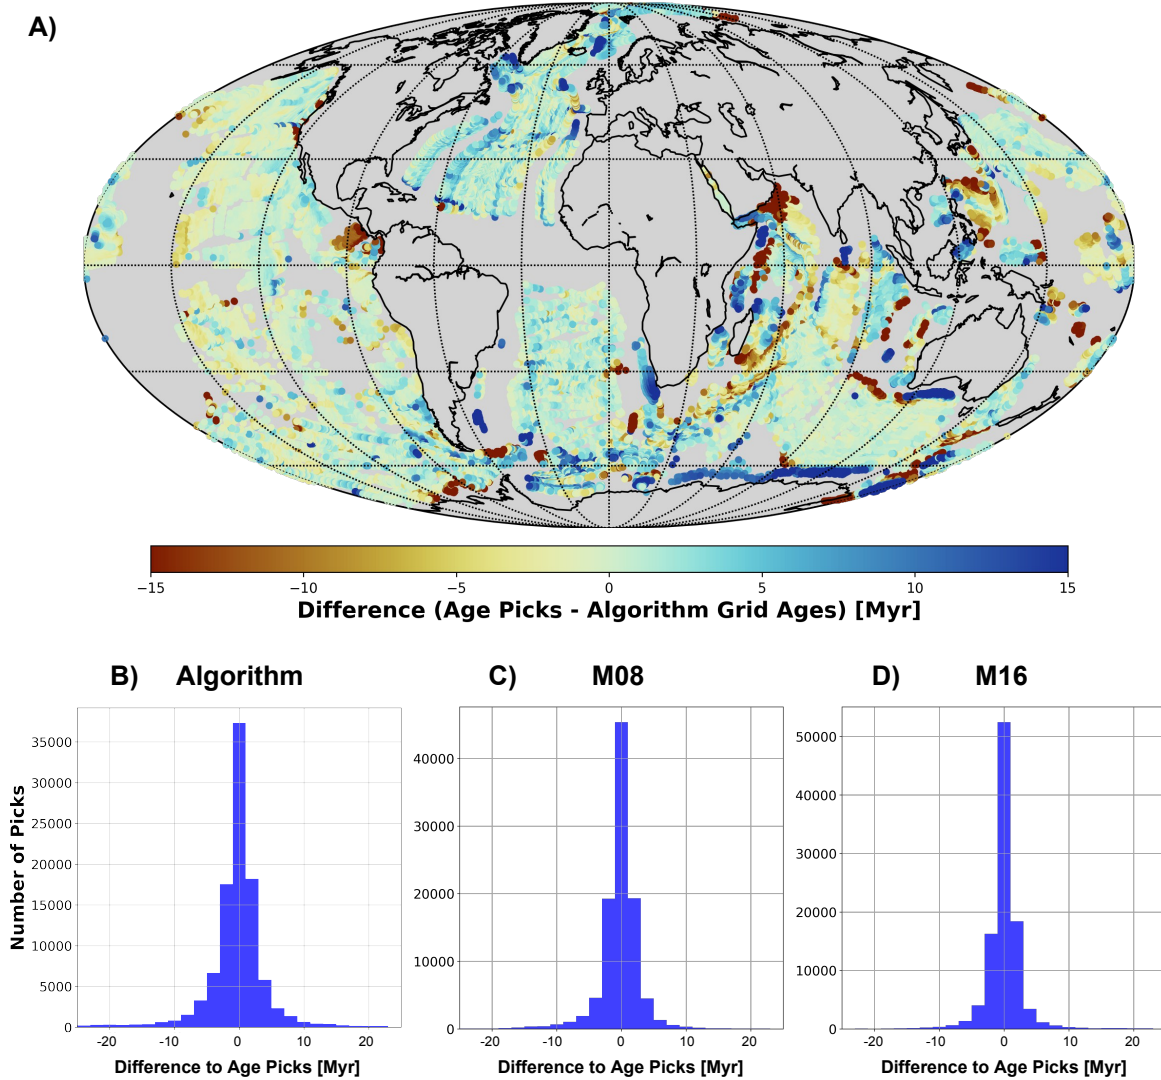 A)
−15 −10 −5 0 5 10 15
Difference (Age Picks - Algorithm Grid Ages) [Myr]
B) Algorithm
35000
30000
25000
20000
15000
10000
5000
0
Number of Picks
-20 -10 0 10 20
Difference to Age Picks [Myr]
C) M08
40000
30000
20000
10000
0
-20 -10 0 10 20
Difference to Age Picks [Myr]
D) M16
50000
40000
30000
20000
10000
0
-20 -10 0 10 20
Difference to Age Picks [Myr]